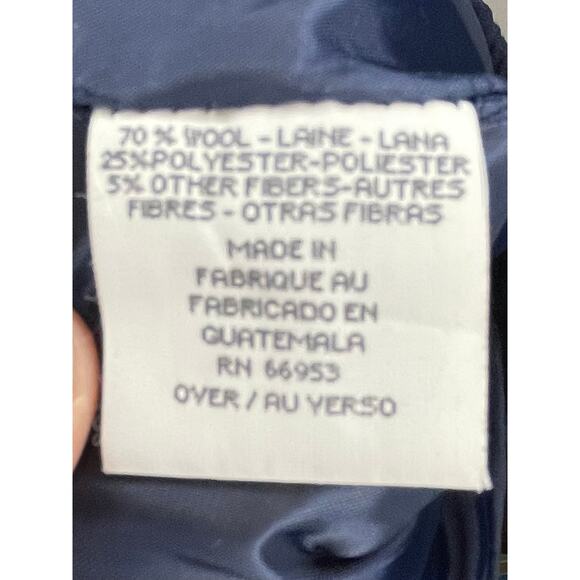 70 % WOOL - LAINE - LANA
25%POLYESTER-POLIESTER
5% OTHER FIBERS-AUTRES
FIBRES - OTRAS FIBRAS
MADE IN
FABRIQUE AU
FABRICADO EN
GUATEMALA
RN 66953
OVER / AU VERSO